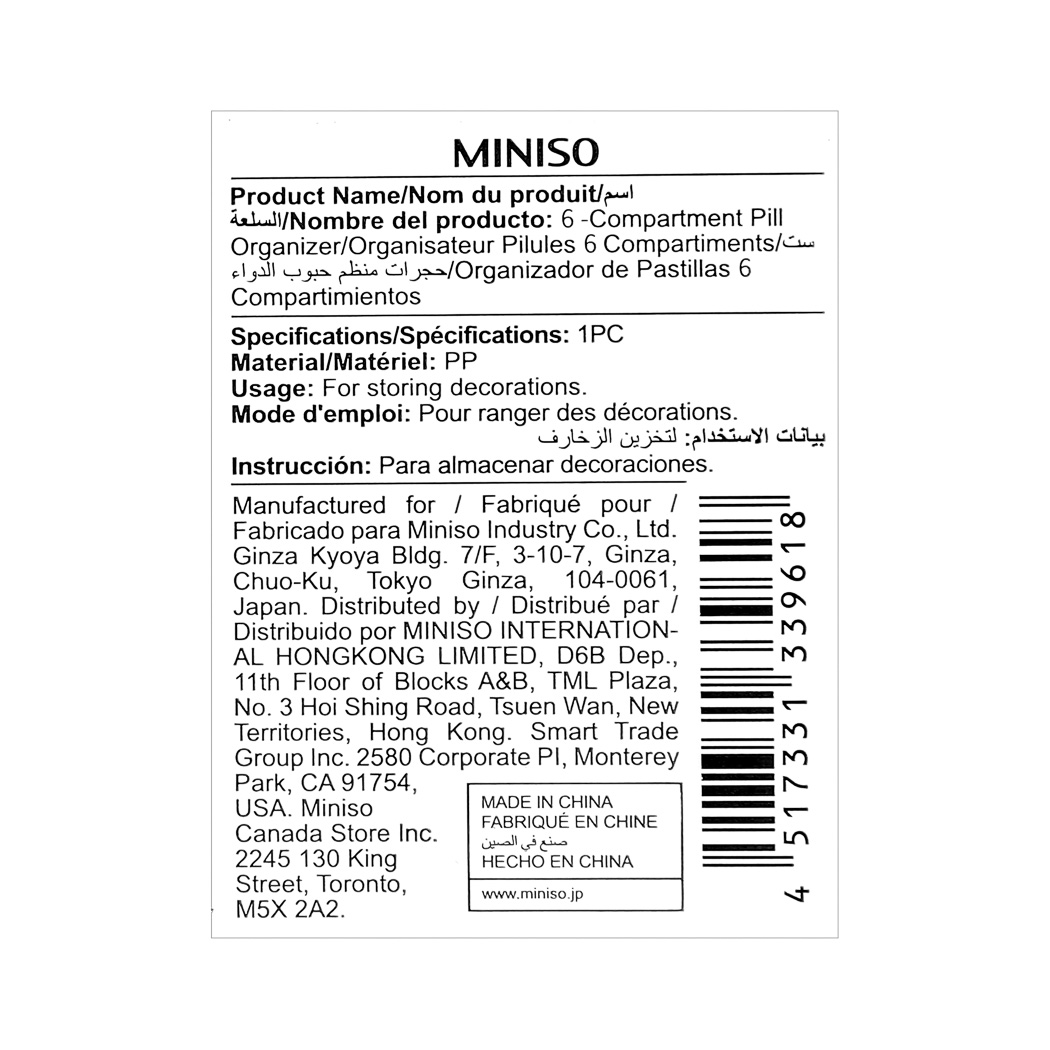 MINISO
Product Name/Nom du produit/اسم
السلعة/Nombre del producto: 6 -Compartment Pill
Organizer/Organisateur Pilules 6 Compartiments/ست
حجرات منظم حبوب الدواء/Organizador de Pastillas 6
Compartimientos
Specifications/Spécifications: 1PC
Material/Matériel: PP
Usage: For storing decorations.
Mode d'emploi: Pour ranger des décorations.
بيانات الاستخدام: لتخزين الزخارف
Instrucción: Para almacenar decoraciones.
Manufactured for / Fabriqué pour /
Fabricado para Miniso Industry Co., Ltd.
Ginza Kyoya Bldg. 7/F, 3-10-7, Ginza,
Chuo-Ku, Tokyo Ginza, 104-0061,
Japan. Distributed by / Distribué par /
Distribuido por MINISO INTERNATION-
AL HONGKONG LIMITED, D6B Dep.,
11th Floor of Blocks A&B, TML Plaza,
No. 3 Hoi Shing Road, Tsuen Wan, New
Territories, Hong Kong. Smart Trade
Group Inc. 2580 Corporate Pl, Monterey
Park, CA 91754,
USA. Miniso
Canada Store Inc.
2245 130 King
Street, Toronto,
M5X 2A2.
MADE IN CHINA
FABRIQUÉ EN CHINE
صنع في الصين
HECHO EN CHINA
www.miniso.jp
4 517331 339618